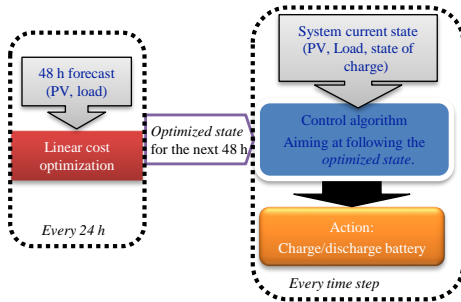 48 h forecast
(PV, load)
Linear cost
optimization
Every 24 h
Optimized state
for the next 48 h
System current state
(PV, Load, state of
charge)
Control algorithm
Aiming at following the
optimized state.
Action:
Charge/discharge battery
Every time step